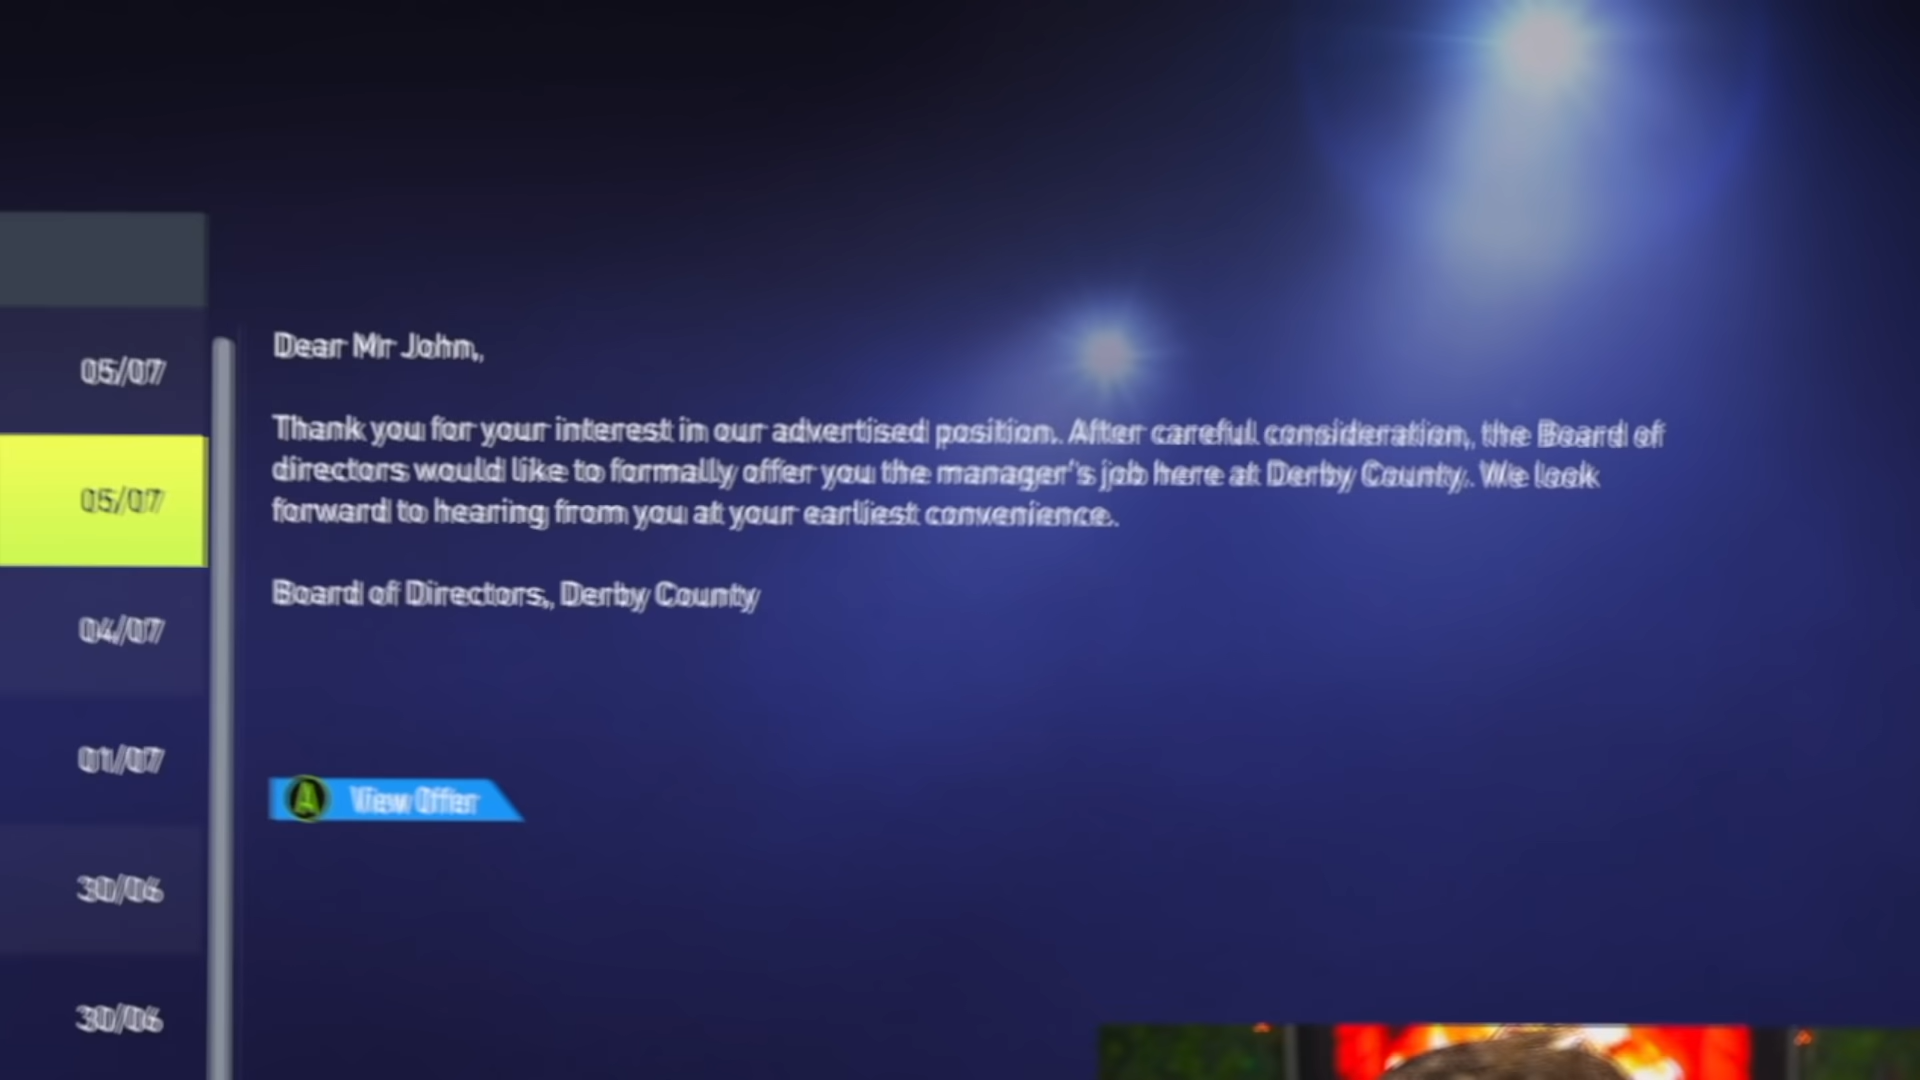 05/07
05/07
04/07
01/07
30/06
30/06
Dear Mr John,
Thank you for your interest in our advertised position. After careful consideration, the Board of
directors would like to formally offer you the manager's job here at Derby County. We look
forward to hearing from you at your earliest convenience.
Board of Directors, Derby County
A View Offer